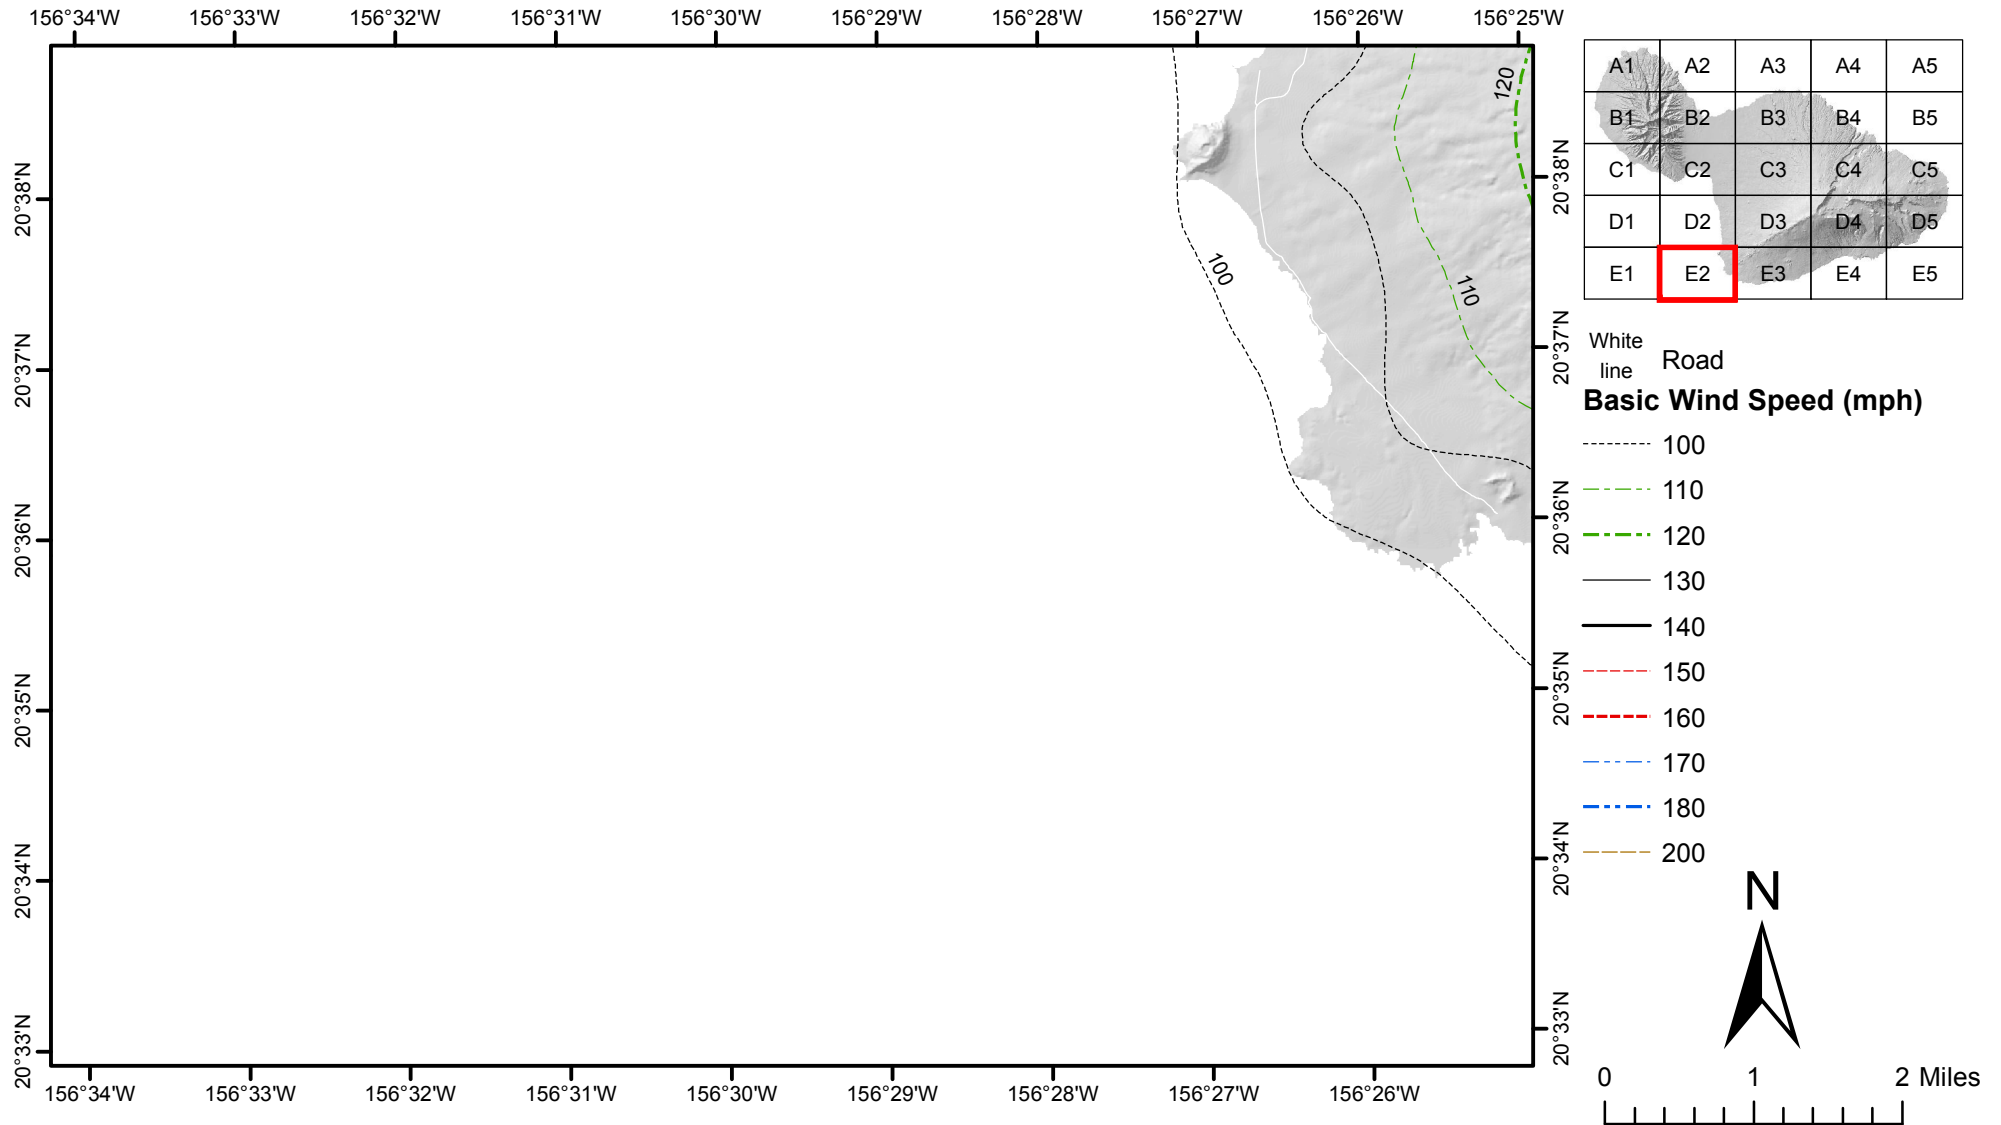 156°34'W 156°33'W 156°32'W 156°31'W 156°30'W 156°29'W 156°28'W 156°27'W 156°26'W 156°25'W
20°38'N
20°37'N
20°36'N
20°35'N
20°34'N
20°33'N
100
110
120
20°38'N
20°37'N
20°36'N
20°35'N
20°34'N
20°33'N
156°34'W 156°33'W 156°32'W 156°31'W 156°30'W 156°29'W 156°28'W 156°27'W 156°26'W
A1 A2 A3 A4 A5
B1 B2 B3 B4 B5
C1 C2 C3 C4 C5
D1 D2 D3 D4 D5
E1 E2 E3 E4 E5
White
line
Road
Basic Wind Speed (mph)
100
110
120
130
140
150
160
170
180
200
N
0 1 2 Miles